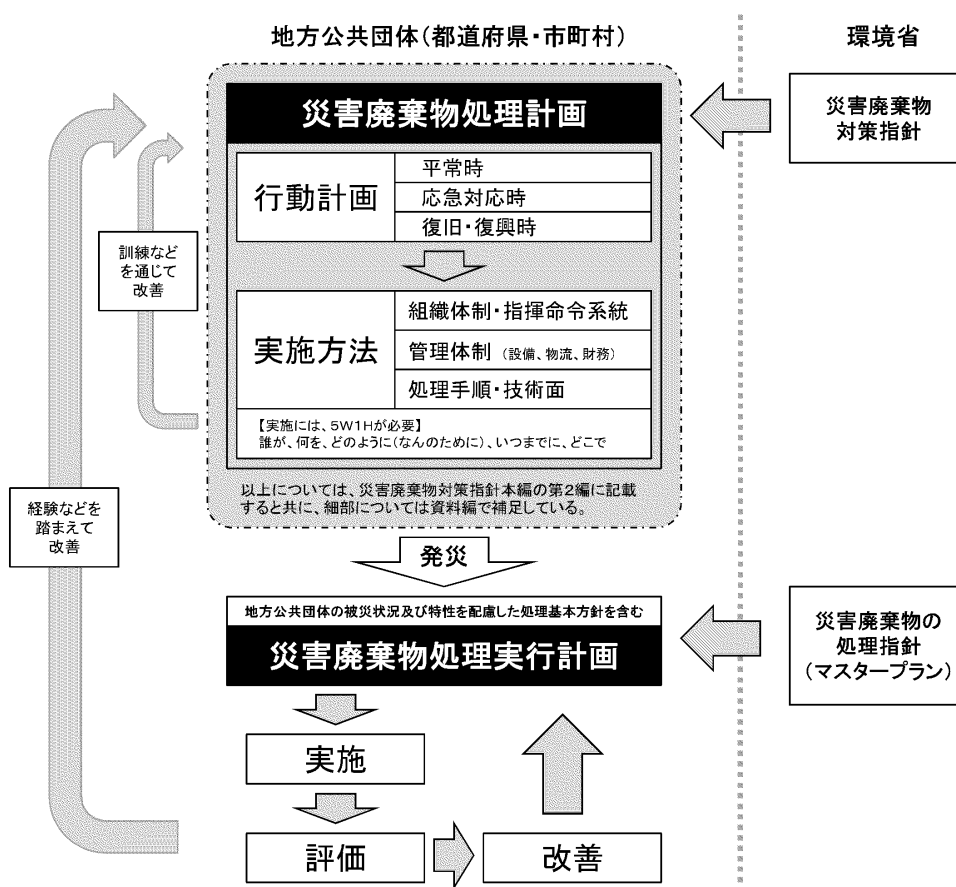 地方公共団体（都道府県・市町村）
環境省
災害廃棄物処理計画
災害廃棄物
対策指針
行動計画
平常時
応急対応時
復旧・復興時
訓練など
を通じて
改善
実施方法
組織体制・指揮命令系統
管理体制（設備、物流、財務）
処理手順・技術面
【実施には、5W1Hが必要】
誰が、何を、どのように（なんのために）、いつまでに、どこで
以上については、災害廃棄物対策指針本編の第2編に記載
すると共に、細部については資料編で補足している。
経験などを
踏まえて
改善
発災
地方公共団体の被災状況及び特性を配慮した処理基本方針を含む
災害廃棄物処理実行計画
災害廃棄物の
処理指針
（マスタープラン）
実施
評価
改善